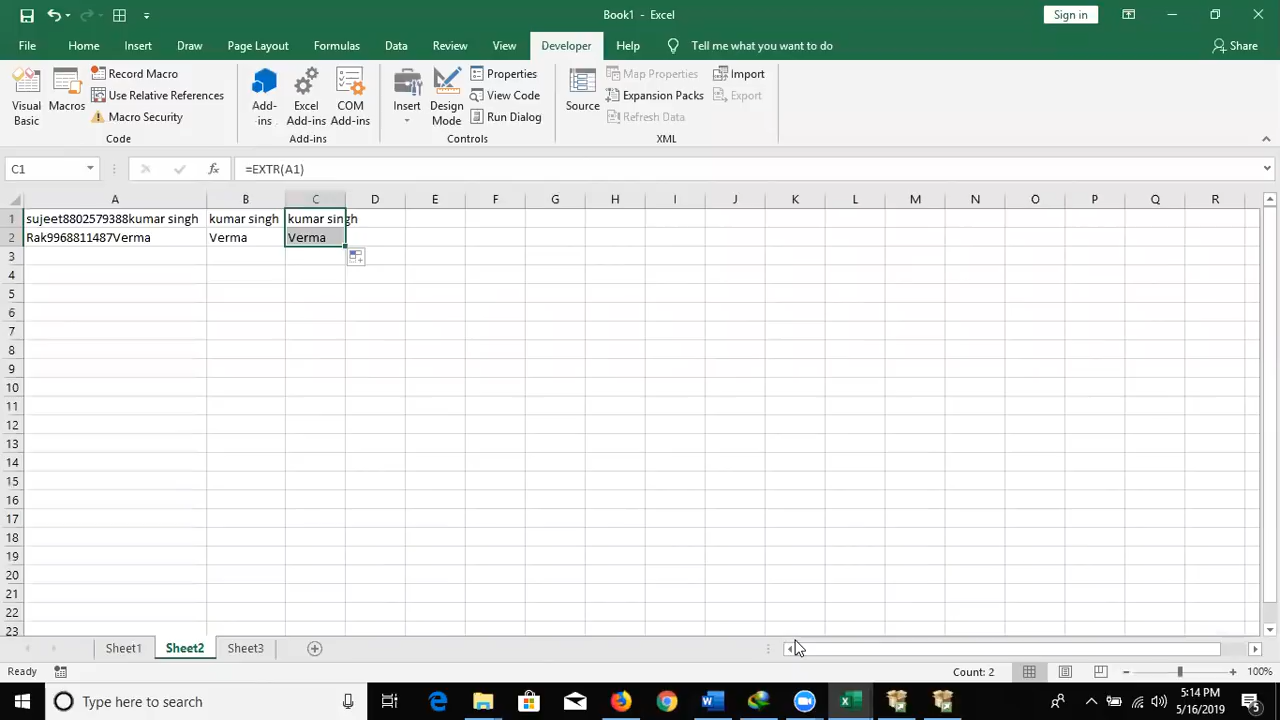 Book1 - Excel
Sign in
File Home Insert Draw Page Layout Formulas Data Review View Developer Help Tell me what you want to do Share
Visual Basic
Macros
Record Macro
Use Relative References
Macro Security
Code
Add-ins
Excel Add-ins
COM Add-ins
Add-ins
Insert
Design Mode
Properties
View Code
Run Dialog
Controls
Source
Map Properties
Expansion Packs
Refresh Data
Import
Export
XML
C1 fx =EXTR(A1)
A B C D E F G H I J K L M N O P Q R
1 sujeet8802579388kumar singh kumar singh kumar singh
2 Rak9968811487Verma Verma Verma
3
4
5
6
7
8
9
10
11
12
13
14
15
16
17
18
19
20
21
22
23
Sheet1 Sheet2 Sheet3
Ready Count: 2 100%
Type here to search
5:14 PM
5/16/2019
5